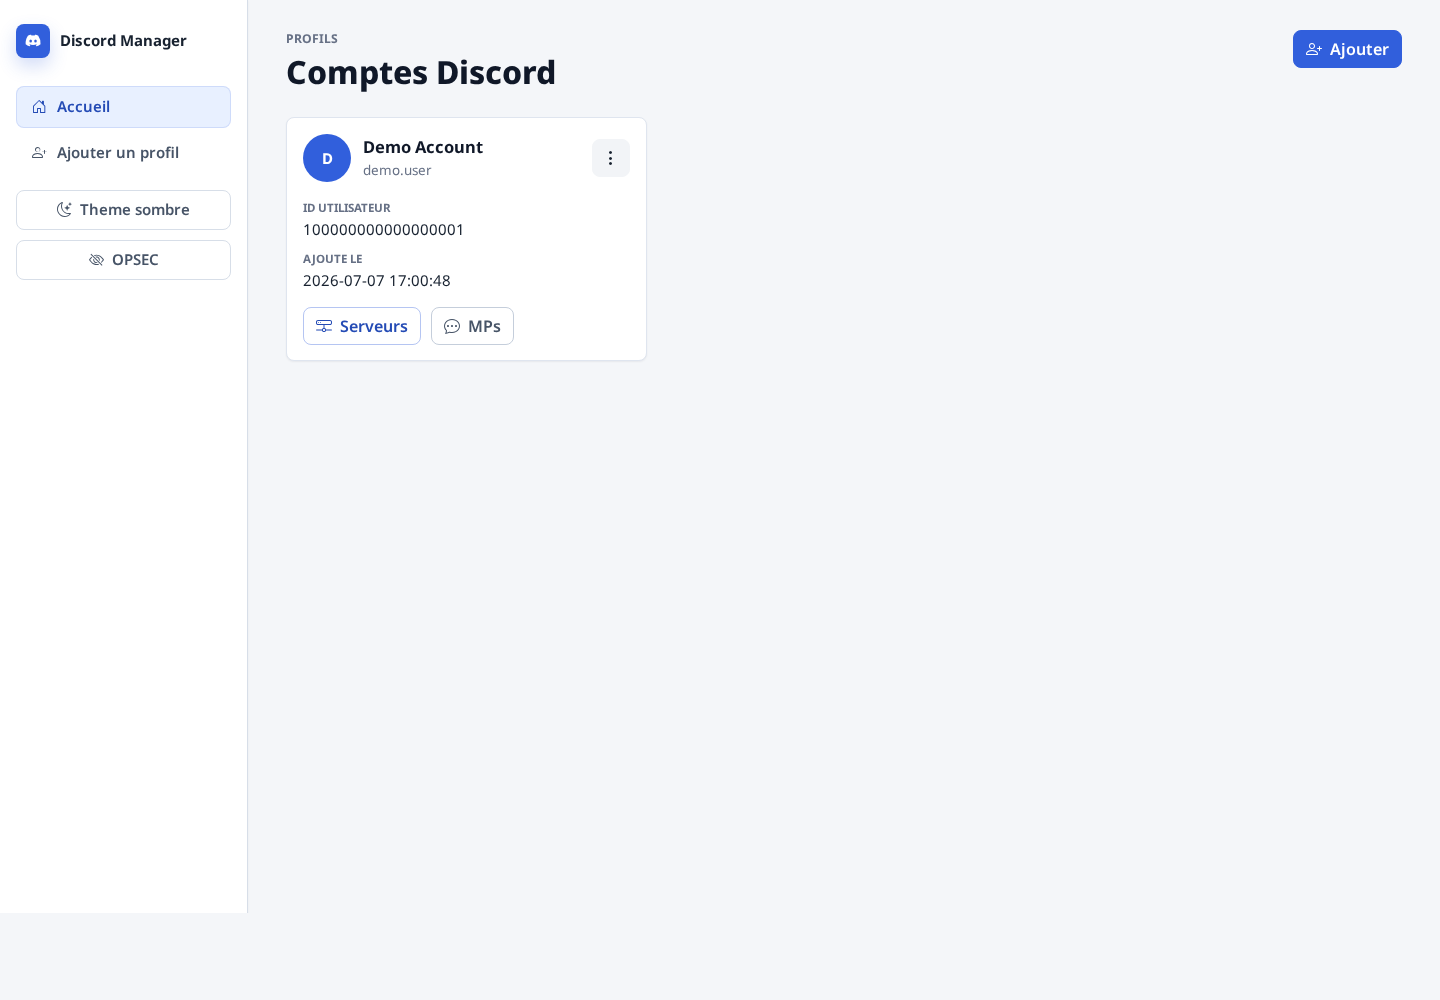 Discord Manager
Accueil
Ajouter un profil
Theme sombre
OPSEC
PROFILS
Comptes Discord
Ajouter
D
Demo Account
demo.user
ID UTILISATEUR
100000000000000001
AJOUTE LE
2026-07-07 17:00:48
Serveurs
MPs